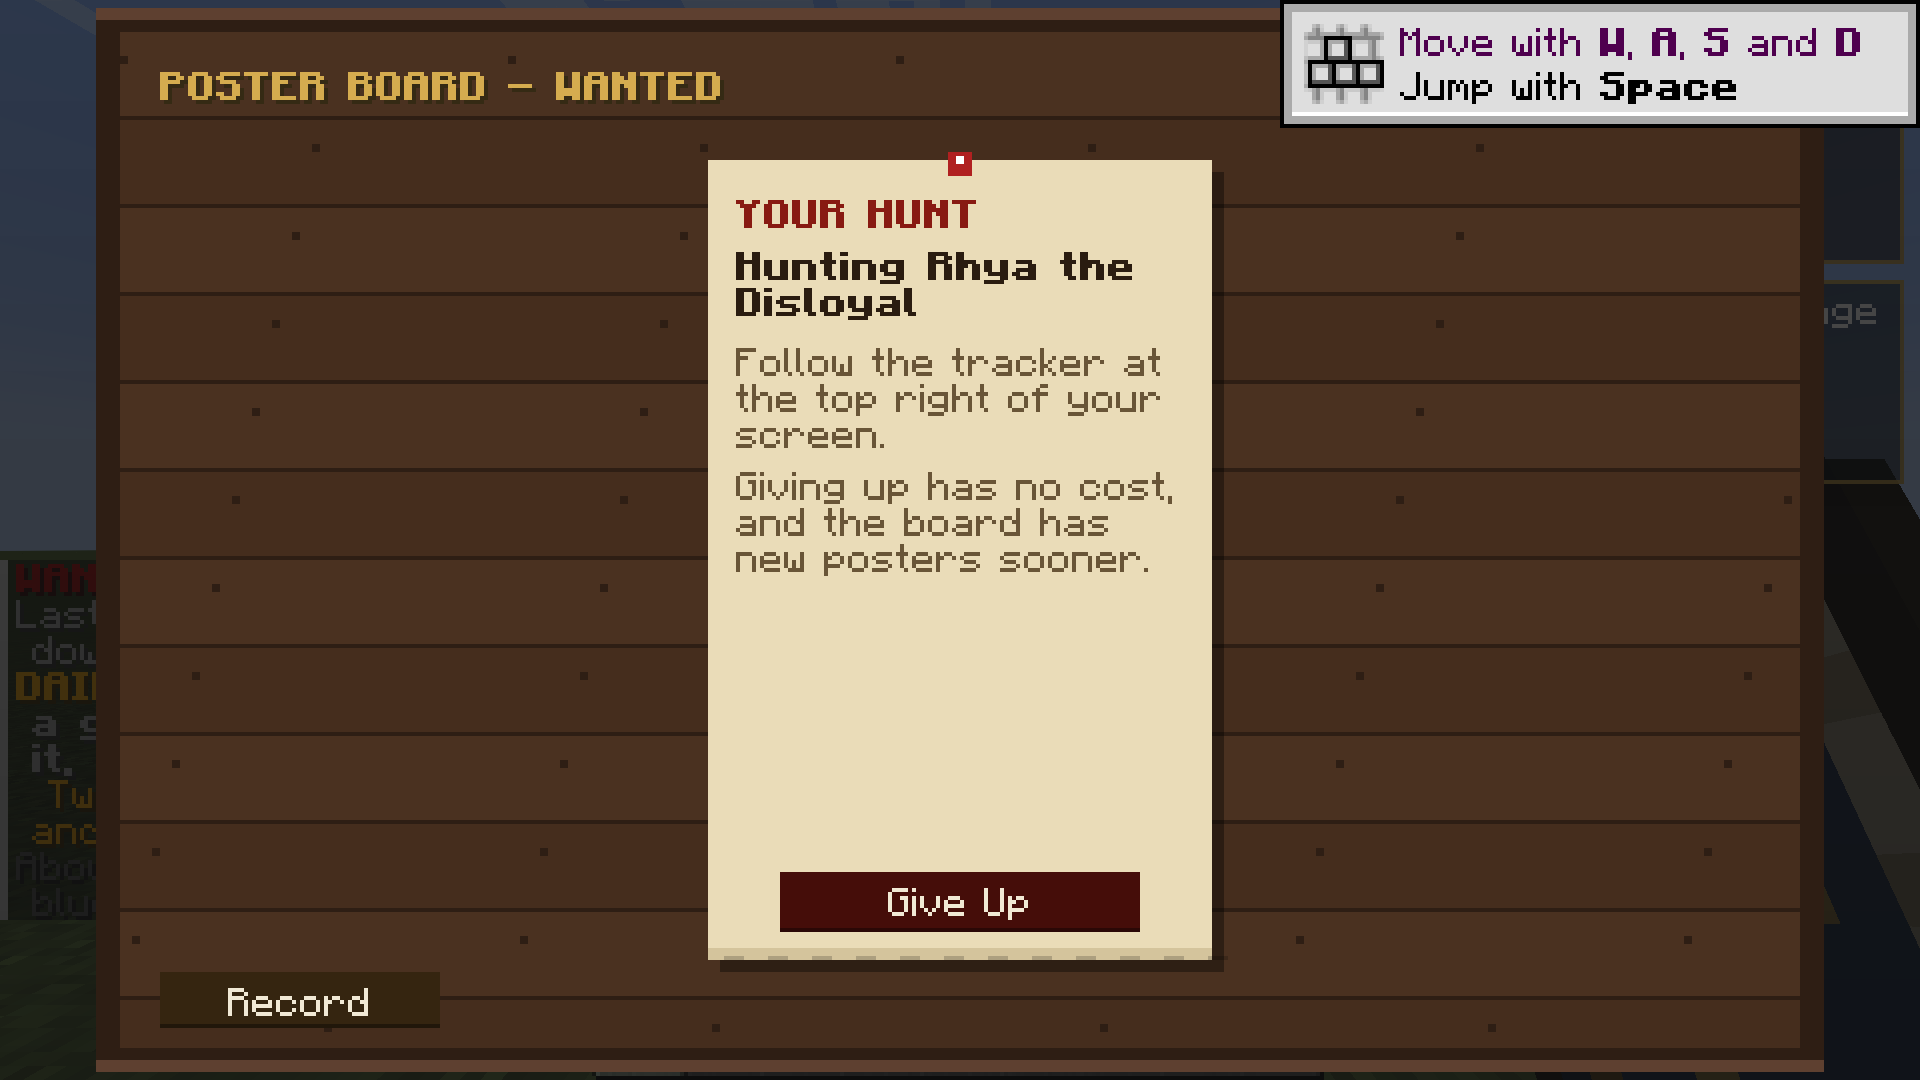 POSTER BOARD – WANTED
Move with W, A, S and D
Jump with Space
YOUR HUNT
Hunting Rhya the
Disloyal
Follow the tracker at
the top right of your
screen.
Giving up has no cost,
and the board has
new posters sooner.
Give Up
Record
a
it,